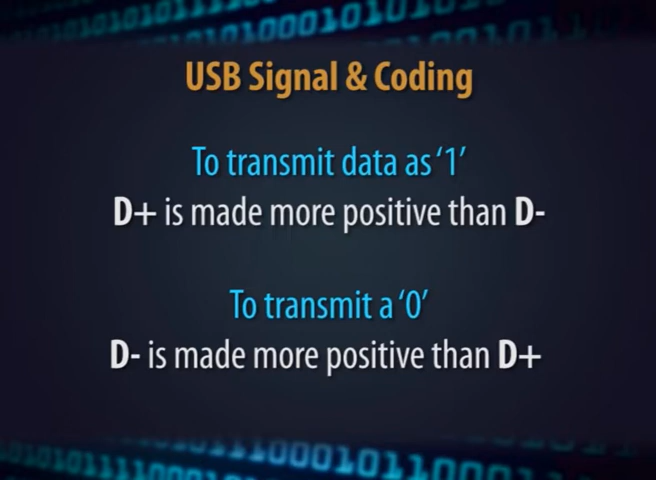 USB Signal & Coding
To transmit data as '1'
D+ is made more positive than D-
To transmit a '0'
D- is made more positive than D+